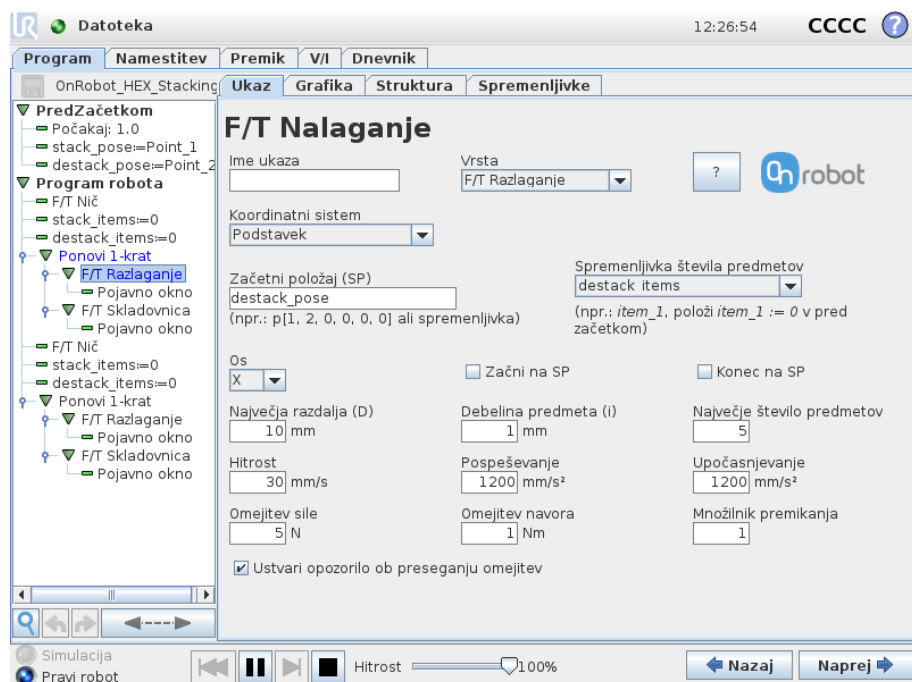 Datoteka
12:26:54
CCCC
?
Program Namestitev Premik V/I Dnevnik
OnRobot_HEX_Stacking
Ukaz Grafika Struktura Spremenljivke
PredZačetkom
Počakaj: 1.0
stack_pose:=Point_1
destack_pose:=Point_2
Program robota
F/T Nič
stack_items:=0
destack_items:=0
Ponovi 1-krat
F/T Razlaganje
Pojavno okno
F/T Skladovnica
Pojavno okno
F/T Nič
stack_items:=0
destack_items:=0
Ponovi 1-krat
F/T Razlaganje
Pojavno okno
F/T Skladovnica
Pojavno okno
F/T Nalaganje
Ime ukaza
Vrsta
F/T Razlaganje
?
On robot
Koordinatni sistem
Podstavek
Začetni položaj (SP)
destack_pose
(npr.: p[1, 2, 0, 0, 0, 0] ali spremenljivka)
Spremenljivka števila predmetov
destack_items
(npr.: item_1, položi item_1 := 0 v pred
začetkom)
Os
X
Začni na SP
Konec na SP
Največja razdalja (D)
10 mm
Debelina predmeta (i)
1 mm
Največje število predmetov
5
Hitrost
30 mm/s
Pospeševanje
1200 mm/s²
Upočasnjevanje
1200 mm/s²
Omejitev sile
5 N
Omejitev navora
1 Nm
Množilnik premikanja
1
Ustvari opozorilo ob preseganju omejitev
Simulacija
Pravi robot
Hitrost
100%
Nazaj
Naprej